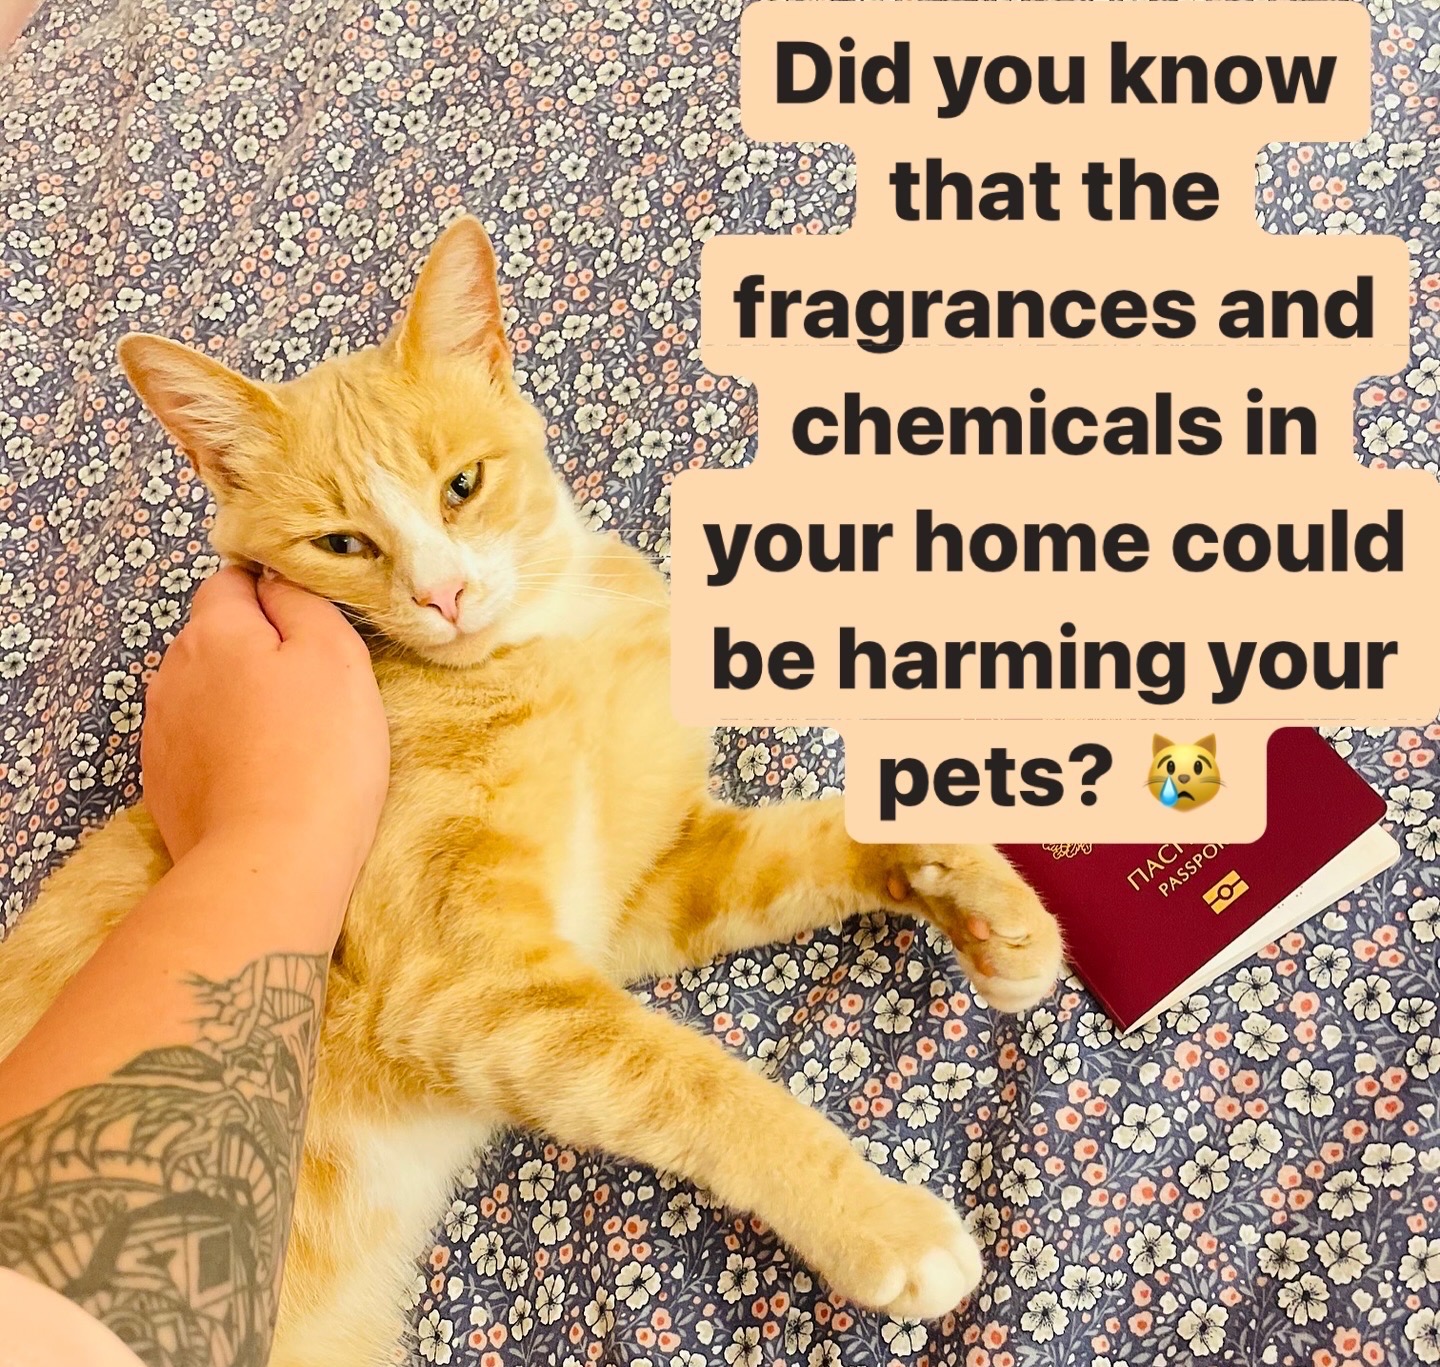 Did you know
that the
fragrances and
chemicals in
your home could
be harming your
pets? 😿